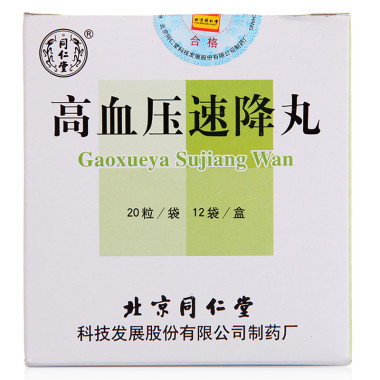 同仁堂
合格
高血压速降丸
Gaoxueya Sujiang Wan
20粒/袋 12袋/盒
北京同仁堂
科技发展股份有限公司制药厂